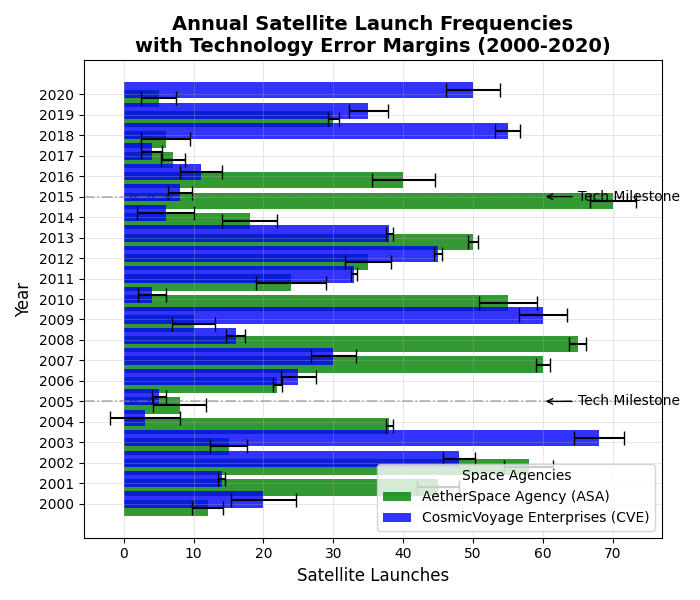 Annual Satellite Launch Frequencies
with Technology Error Margins (2000-2020)
Year
2020
2019
2018
2017
2016
2015
2014
2013
2012
2011
2010
2009
2008
2007
2006
2005
2004
2003
2002
2001
2000
Tech Milestone
Tech Milestone
Space Agencies
AetherSpace Agency (ASA)
CosmicVoyage Enterprises (CVE)
0 10 20 30 40 50 60 70
Satellite Launches